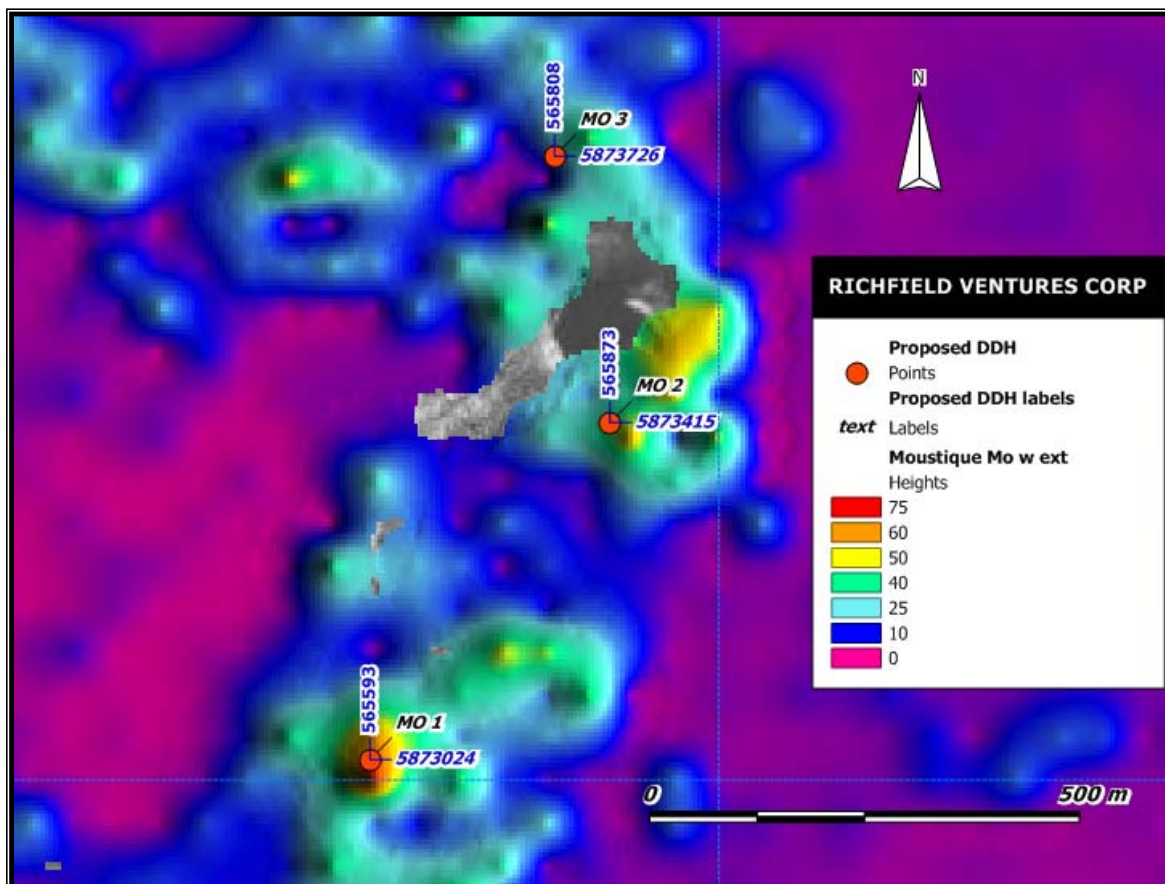 565808
MO 3
5873726
N
RICHFIELD VENTURES CORP
Proposed DDH
Points
Proposed DDH labels
text Labels
Moustique Mo w ext
Heights
75
60
50
40
25
10
0
565873
MO 2
5873415
565593
MO 1
5873024
0 500 m